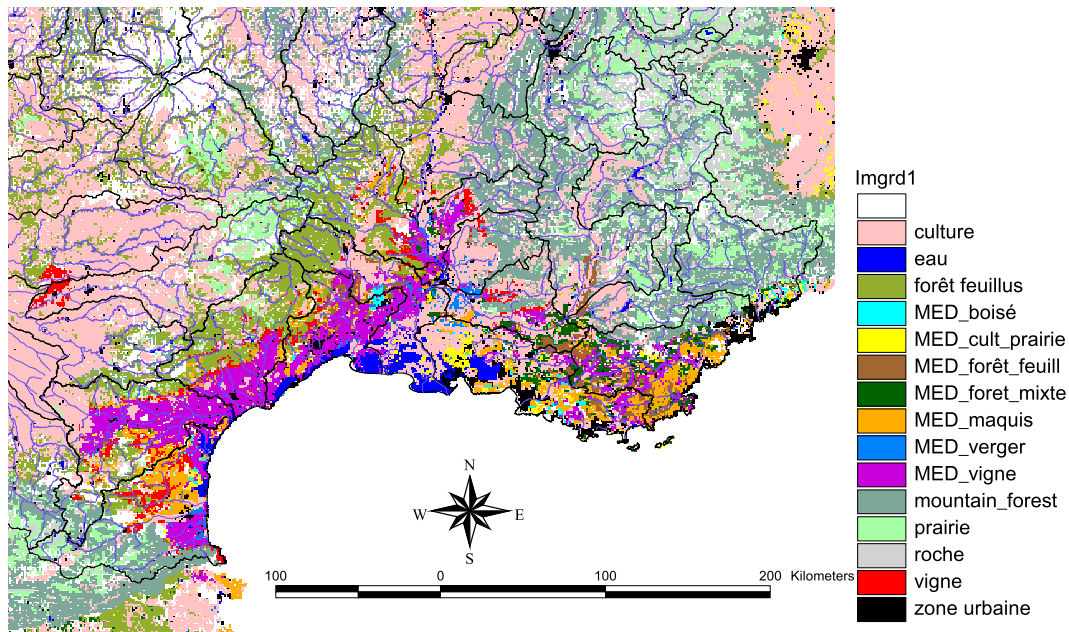 lmgrd1
culture
eau
forêt feuillus
MED_boisé
MED_cult_prairie
MED_forêt_feuill
MED_foret_mixte
MED_maquis
MED_verger
MED_vigne
mountain_forest
prairie
roche
vigne
zone urbaine
N
W E
S
100 0 100 200 Kilometers